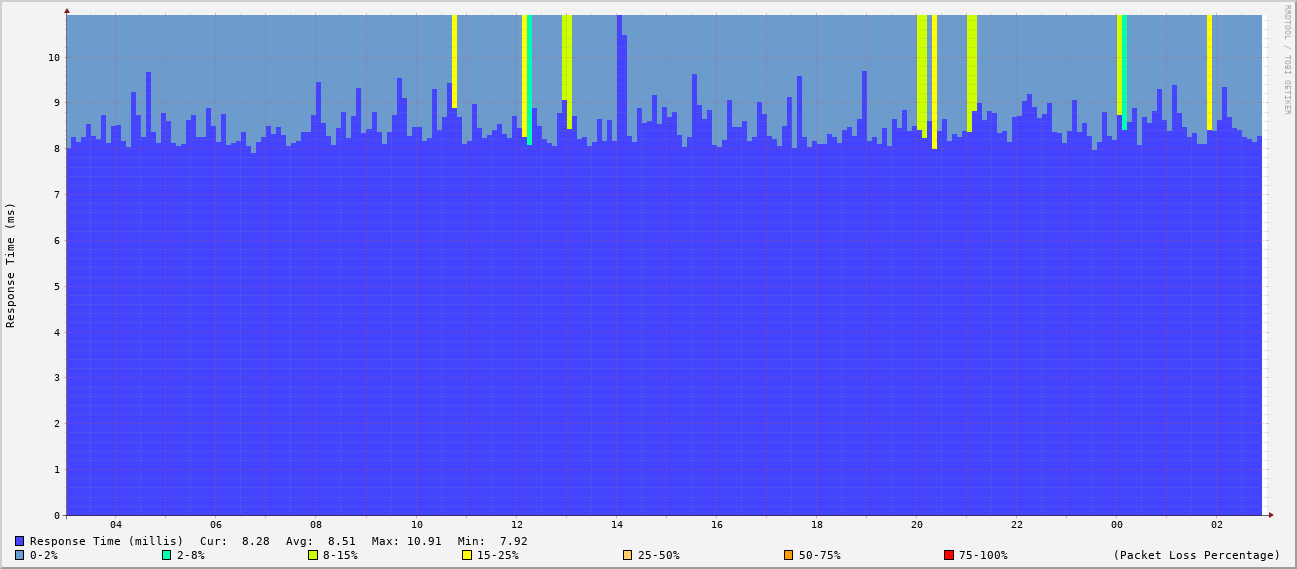 RRDTOOL / TOBI OETIKER
Response Time (ms)
10
9
8
7
6
5
4
3
2
1
0
04 06 08 10 12 14 16 18 20 22 00 02
Response Time (millis) Cur: 8.28 Avg: 8.51 Max: 10.91 Min: 7.92
0-2% 2-8% 8-15% 15-25% 25-50% 50-75% 75-100% (Packet Loss Percentage)